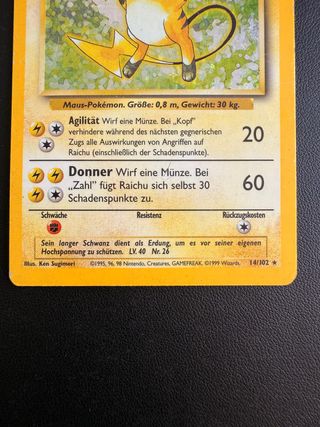 Maus-Pokémon. Größe: 0,8 m, Gewicht: 30 kg.
Agilität Wirf eine Münze. Bei „Kopf"
verhindere während des nächsten gegnerischen
Zugs alle Auswirkungen von Angriffen auf
Raichu (einschließlich der Schadenspunkte).
20
Donner Wirf eine Münze. Bei
„Zahl" fügt Raichu sich selbst 30
Schadenspunkte zu.
60
Schwäche Resistenz Rückzugskosten
Sein langer Schwanz dient als Erdung, um es vor seiner eigenen
Hochspannung zu schützen. LV. 40 Nr. 26
Illus. Ken Sugimori ©1995, 96, 98 Nintendo, Creatures, GAMEFREAK. ©1999 Wizards. 14/102 ★